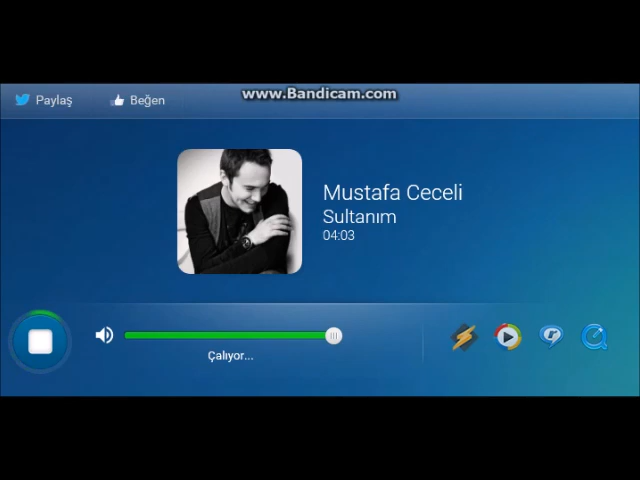 www.Bandicam.com
Paylaş
Beğen
Mustafa Ceceli
Sultanım
04:03
Çalıyor...